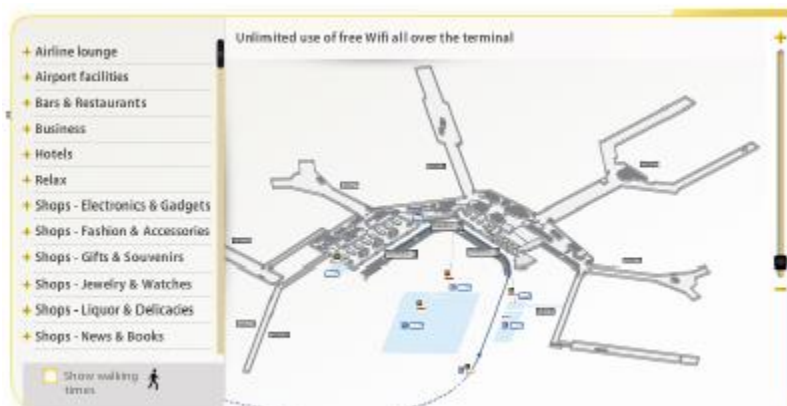 Unlimited use of free Wifi all over the terminal
+ Airline lounge
+ Airport facilities
+ Bars & Restaurants
+ Business
+ Hotels
+ Relax
+ Shops - Electronics & Gadgets
+ Shops - Fashion & Accessories
+ Shops - Gifts & Souvenirs
+ Shops - Jewelry & Watches
+ Shops - Liquor & Delicacies
+ Shops - News & Books
Show walking
times